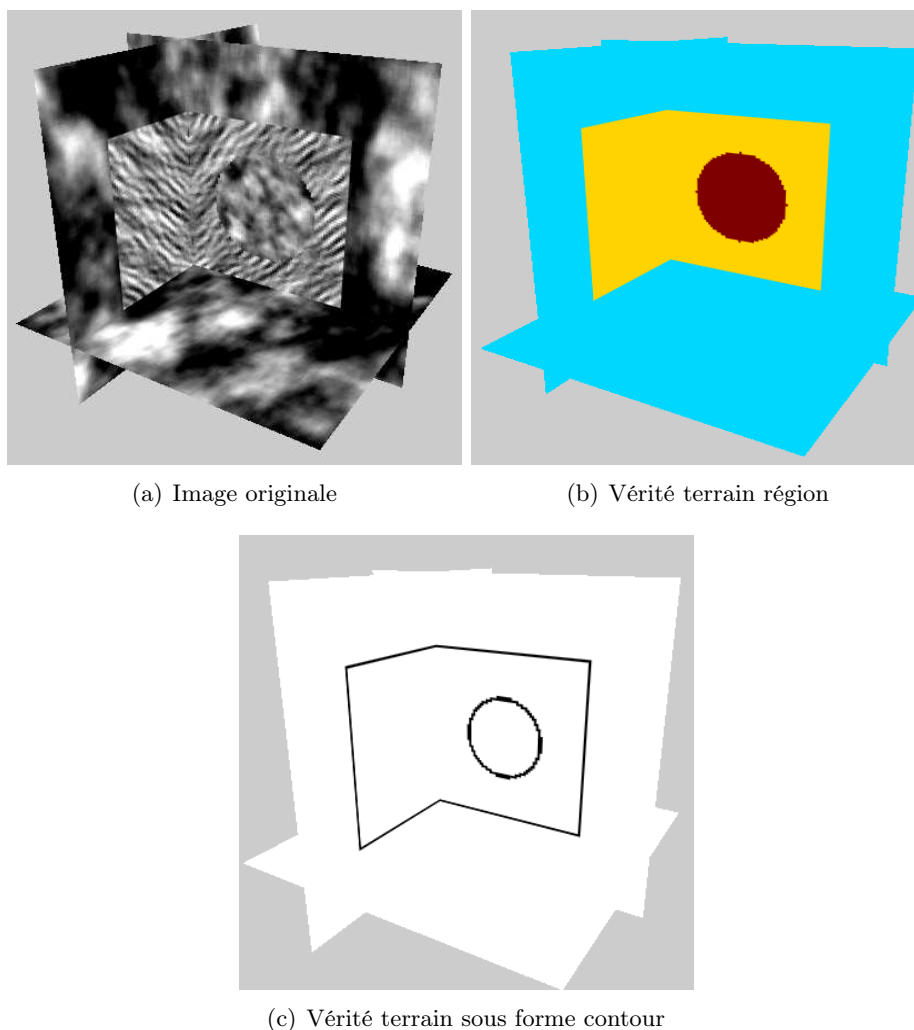 (a) Image originale
(b) Vérité terrain région
(c) Vérité terrain sous forme contour